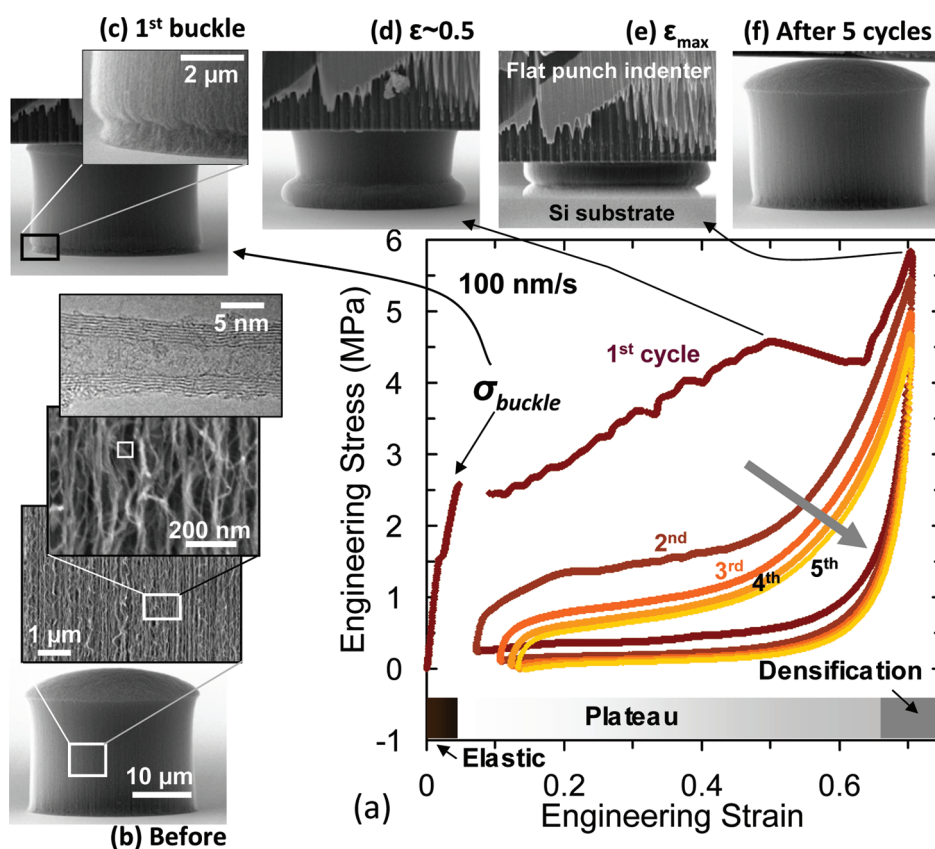 (c) 1st buckle
(d) ε~0.5
(e) εmax
(f) After 5 cycles
2 μm
Flat punch indenter
Si substrate
5 nm
200 nm
1 μm
10 μm
(b) Before
6
5
4
3
2
1
0
-1
Engineering Stress (MPa)
100 nm/s
1st cycle
σbuckle
2nd
3rd
4th
5th
Densification
Plateau
Elastic
0
0.2
0.4
0.6
(a)
Engineering Strain